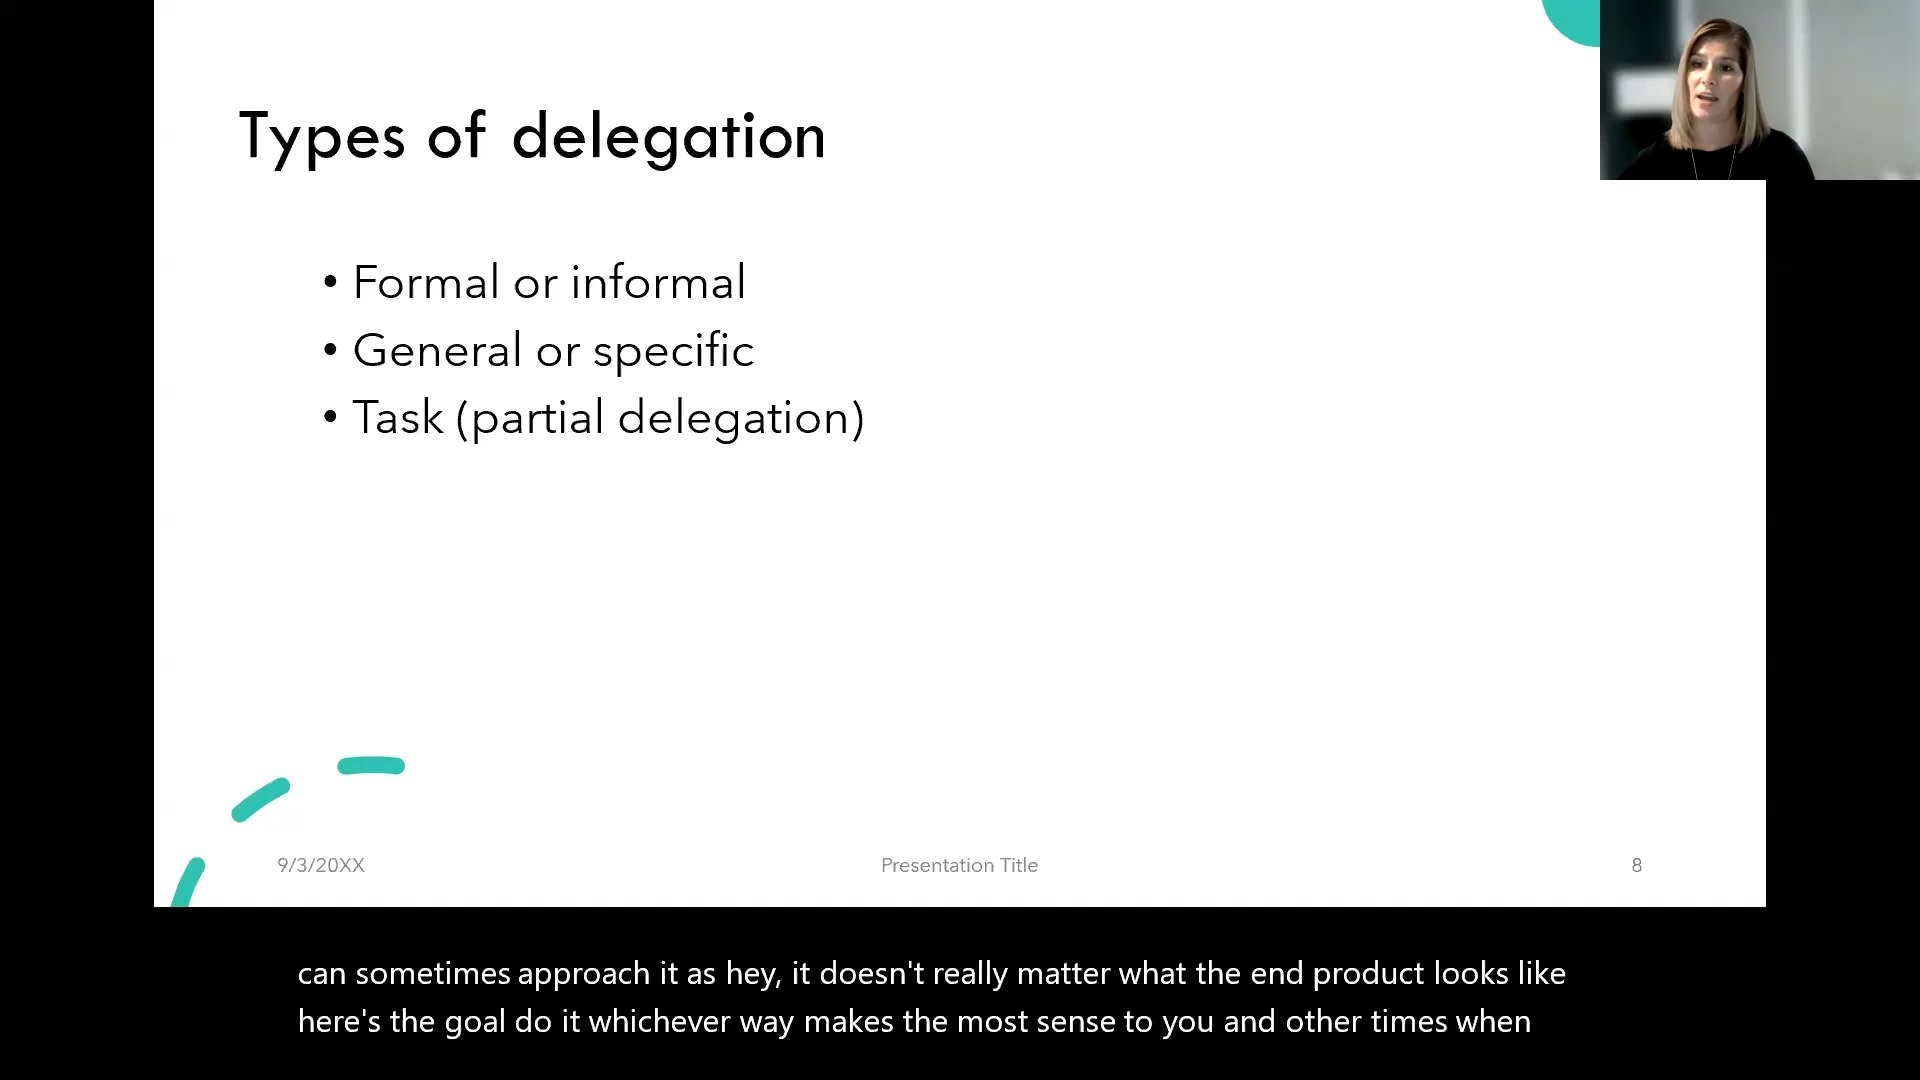 Types of delegation
• Formal or informal
• General or specific
• Task (partial delegation)
9/3/20XX
Presentation Title
8
can sometimes approach it as hey, it doesn't really matter what the end product looks like
here's the goal do it whichever way makes the most sense to you and other times when